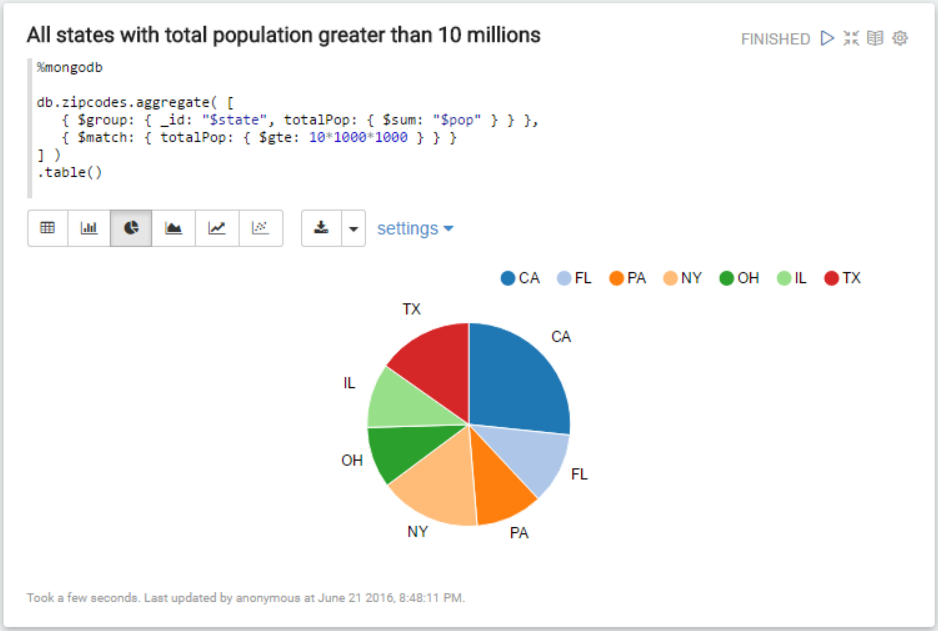 All states with total population greater than 10 millions
FINISHED
%mongodb
db.zipcodes.aggregate( [
{ $group: { _id: "$state", totalPop: { $sum: "$pop" } } },
{ $match: { totalPop: { $gte: 10*1000*1000 } } }
] )
.table()
settings
CA FL PA NY OH IL TX
TX
CA
IL
OH
FL
NY
PA
Took a few seconds. Last updated by anonymous at June 21 2016, 8:48:11 PM.